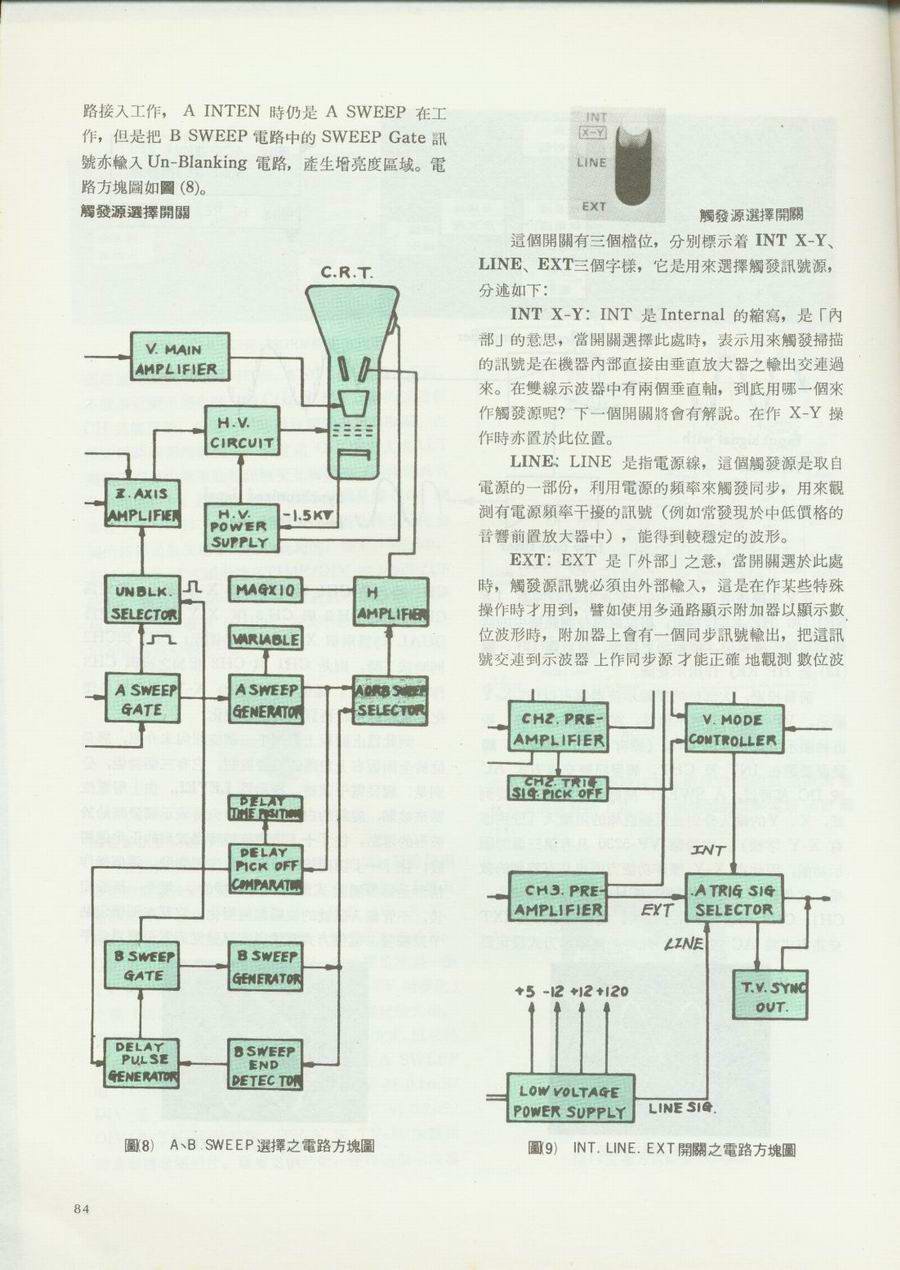 路接入工作， A INTEN 時仍是 A SWEEP 在工
作，但是把 B SWEEP 電路中的 SWEEP Gate 訊
號亦輸入 Un-Blanking 電路，產生增亮度區域。電
路方塊圖如圖 (8)。
觸發源選擇開關
C.R.T.
V. MAIN
AMPLIFIER
H.V.
CIRCUIT
Z. AXIS
AMPLIFIER
H.V.
POWER
SUPPLY
-1.5KV
UNBLK.
SELECTOR
MAGX10
H
AMPLIFIER
VARIABLE
A SWEEP
GATE
A SWEEP
GENERATOR
AORB SWEEP
SELECTOR
DELAY
TIME POSITION
DELAY
PICK OFF
COMPARATOR
B SWEEP
GATE
B SWEEP
GENERATOR
DELAY
PULSE
GENERATOR
B SWEEP
END
DETECTOR
圖(8) A、B .SWEEP選擇之電路方塊圖
INT
X-Y
LINE
EXT
觸發源選擇開關
這個開關有三個檔位，分別標示着 INT X-Y、
LINE、EXT三個字樣，它是用來選擇觸發訊號源，
分述如下：
INT X-Y: INT 是Internal 的縮寫，是「內
部」的意思，當開關選擇此處時，表示用來觸發掃描
的訊號是在機器內部直接由垂直放大器之輸出交連過
來。在雙線示波器中有兩個垂直軸，到底用哪一個來
作觸發源呢？下一個開關將會有解說。在作 X-Y 操
作時亦置於此位置。
LINE: LINE 是指電源線，這個觸發源是取自
電源的一部份，利用電源的頻率來觸發同步，用來觀
測有電源頻率干擾的訊號（例如常發現於中低價格的
音響前置放大器中），能得到較穩定的波形。
EXT: EXT 是「外部」之意，當開關選於此處
時，觸發源訊號必須由外部輸入，這是在作某些特殊
操作時才用到，譬如使用多通路顯示附加器以顯示數
位波形時，附加器上會有一個同步訊號輸出，把這訊
號交連到示波器上作同步源才能正確地觀測數位波
CH2. PRE-
AMPLIFIER
V. MODE
CONTROLLER
CH2. TRIG
SIG. PICK OFF
INT
CH3. PRE-
AMPLIFIER
EXT
A TRIG SIG
SELECTOR
LINE
T.V. SYNC
OUT.
+5 -12 +12 +120
LOW VOLTAGE
POWER SUPPLY
LINE SIG.
圖(9) INT. LINE. EXT開關之電路方塊圖
84